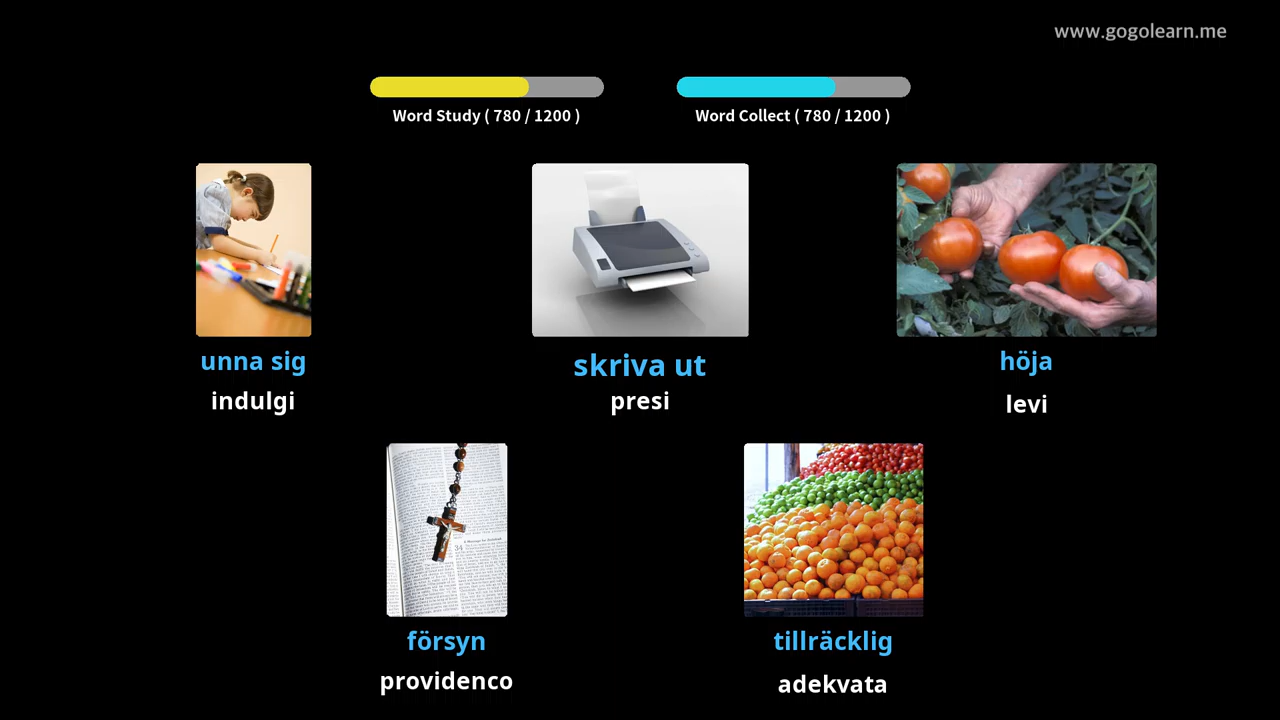 www.gogolearn.me
Word Study ( 780 / 1200 )
Word Collect ( 780 / 1200 )
unna sig
indulgi
skriva ut
presi
höja
levi
34
försyn
providenco
tillräcklig
adekvata